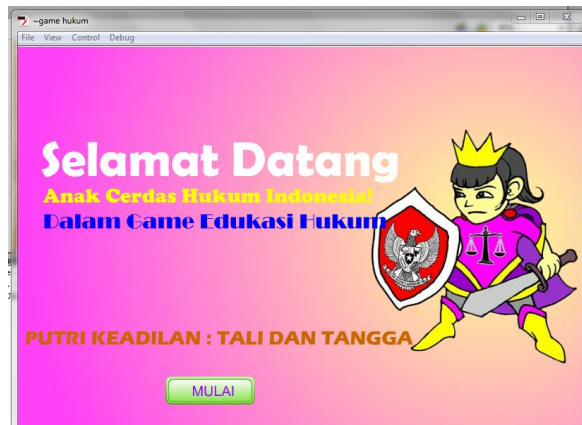 ~game hukum
File View Control Debug
Selamat Datang
Anak Cerdas Hukum Indonesia!
Dalam Game Edukasi Hukum
PUTRI KEADILAN : TALI DAN TANGGA
MULAI